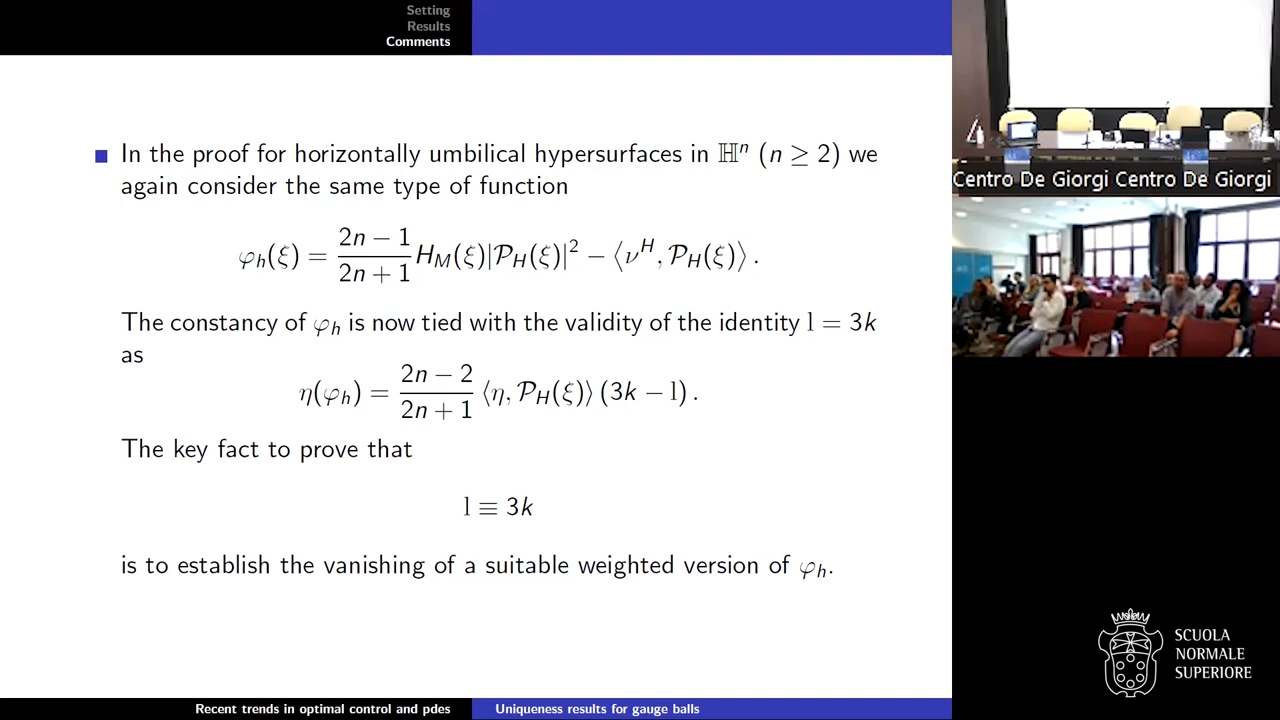 Setting
Results
Comments
In the proof for horizontally umbilical hypersurfaces in ℍⁿ (n ≥ 2) we
again consider the same type of function
φ_h(ξ) = \frac{2n − 1}{2n + 1} H_M(ξ)|𝒫_H(ξ)|² − ⟨ν^H, 𝒫_H(ξ)⟩ .
The constancy of φ_h is now tied with the validity of the identity l = 3k
as
η(φ_h) = \frac{2n − 2}{2n + 1} ⟨η, 𝒫_H(ξ)⟩ (3k − l) .
The key fact to prove that
l ≡ 3k
is to establish the vanishing of a suitable weighted version of φ_h.
Recent trends in optimal control and pdes
Uniqueness results for gauge balls
Centro De Giorgi Centro De Giorgi
SCUOLA
NORMALE
SUPERIORE